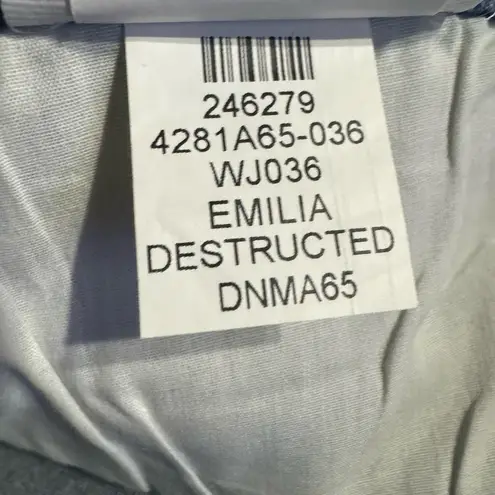 246279
4281A65-036
WJ036
EMILIA
DESTRUCTED
DNMA65